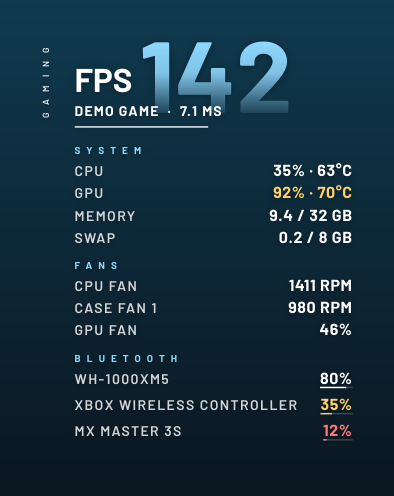 GAMING
FPS 142
DEMO GAME · 7.1 MS
SYSTEM
CPU 35% · 63°C
GPU 92% · 70°C
MEMORY 9.4 / 32 GB
SWAP 0.2 / 8 GB
FANS
CPU FAN 1411 RPM
CASE FAN 1 980 RPM
GPU FAN 46%
BLUETOOTH
WH-1000XM5 80%
XBOX WIRELESS CONTROLLER 35%
MX MASTER 3S 12%